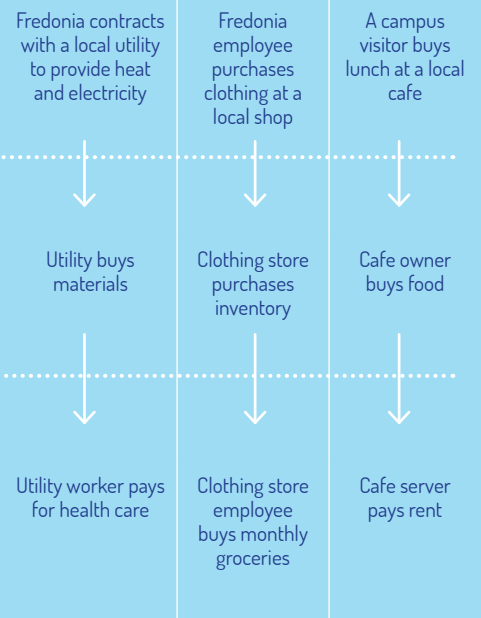 Fredonia contracts
with a local utility
to provide heat
and electricity
Fredonia
employee
purchases
clothing at a
local shop
A campus
visitor buys
lunch at a local
cafe
Utility buys
materials
Clothing store
purchases
inventory
Cafe owner
buys food
Utility worker pays
for health care
Clothing store
employee
buys monthly
groceries
Cafe server
pays rent